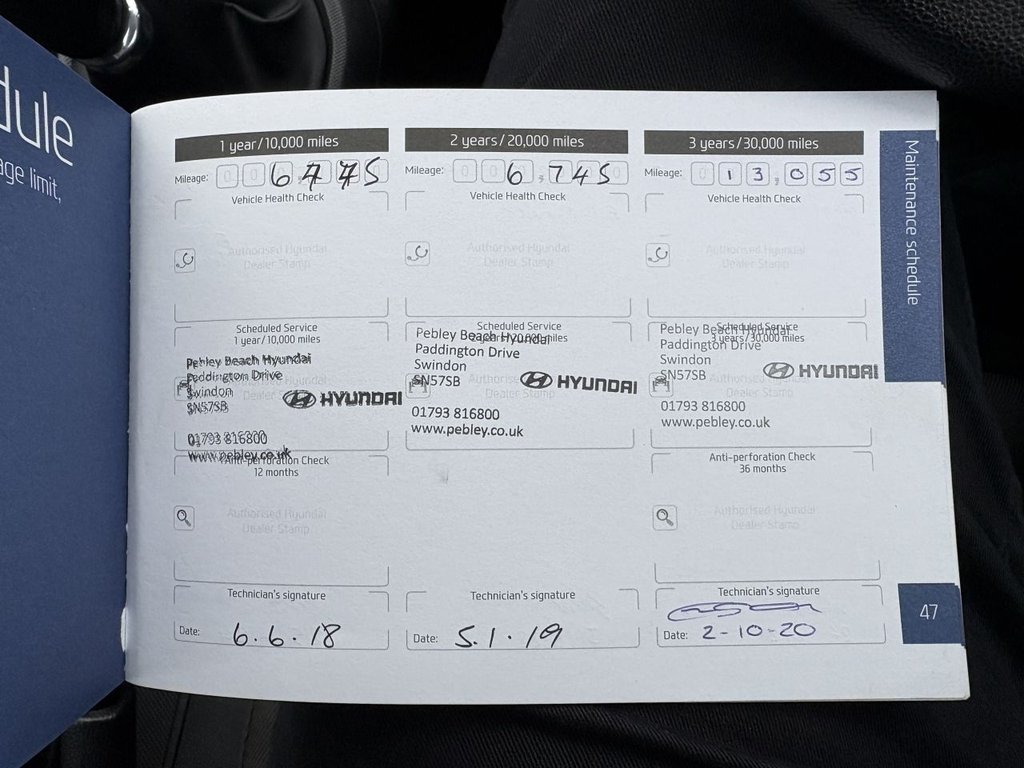 dule
age limit,
1 year/10,000 miles
Mileage:
Vehicle Health Check
Authorised Hyundai
Dealer Stamp
Scheduled Service
1 year/10,000 miles
Pebley Beach Hyundai
Paddington Drive
Swindon
SN57SB
HYUNDAI
01793 816800
www.pebley.co.uk
Anti-perforation Check
12 months
Authorised Hyundai
Dealer Stamp
Technician's signature
Date: 6.6.18
2 years/20,000 miles
Mileage: 006,745
Vehicle Health Check
Authorised Hyundai
Dealer Stamp
Pebley Beach Hyundai
Paddington Drive
Swindon
SN57SB
HYUNDAI
01793 816800
www.pebley.co.uk
Technician's signature
Date: 5.1.19
3 years/30,000 miles
Mileage: 013,055
Vehicle Health Check
Authorised Hyundai
Dealer Stamp
Scheduled Service
3 years/30,000 miles
Pebley Beach Hyundai
Paddington Drive
Swindon
SN57SB
HYUNDAI
01793 816800
www.pebley.co.uk
Anti-perforation Check
36 months
Authorised Hyundai
Dealer Stamp
Technician's signature
Date: 2-10-20
Maintenance schedule
47